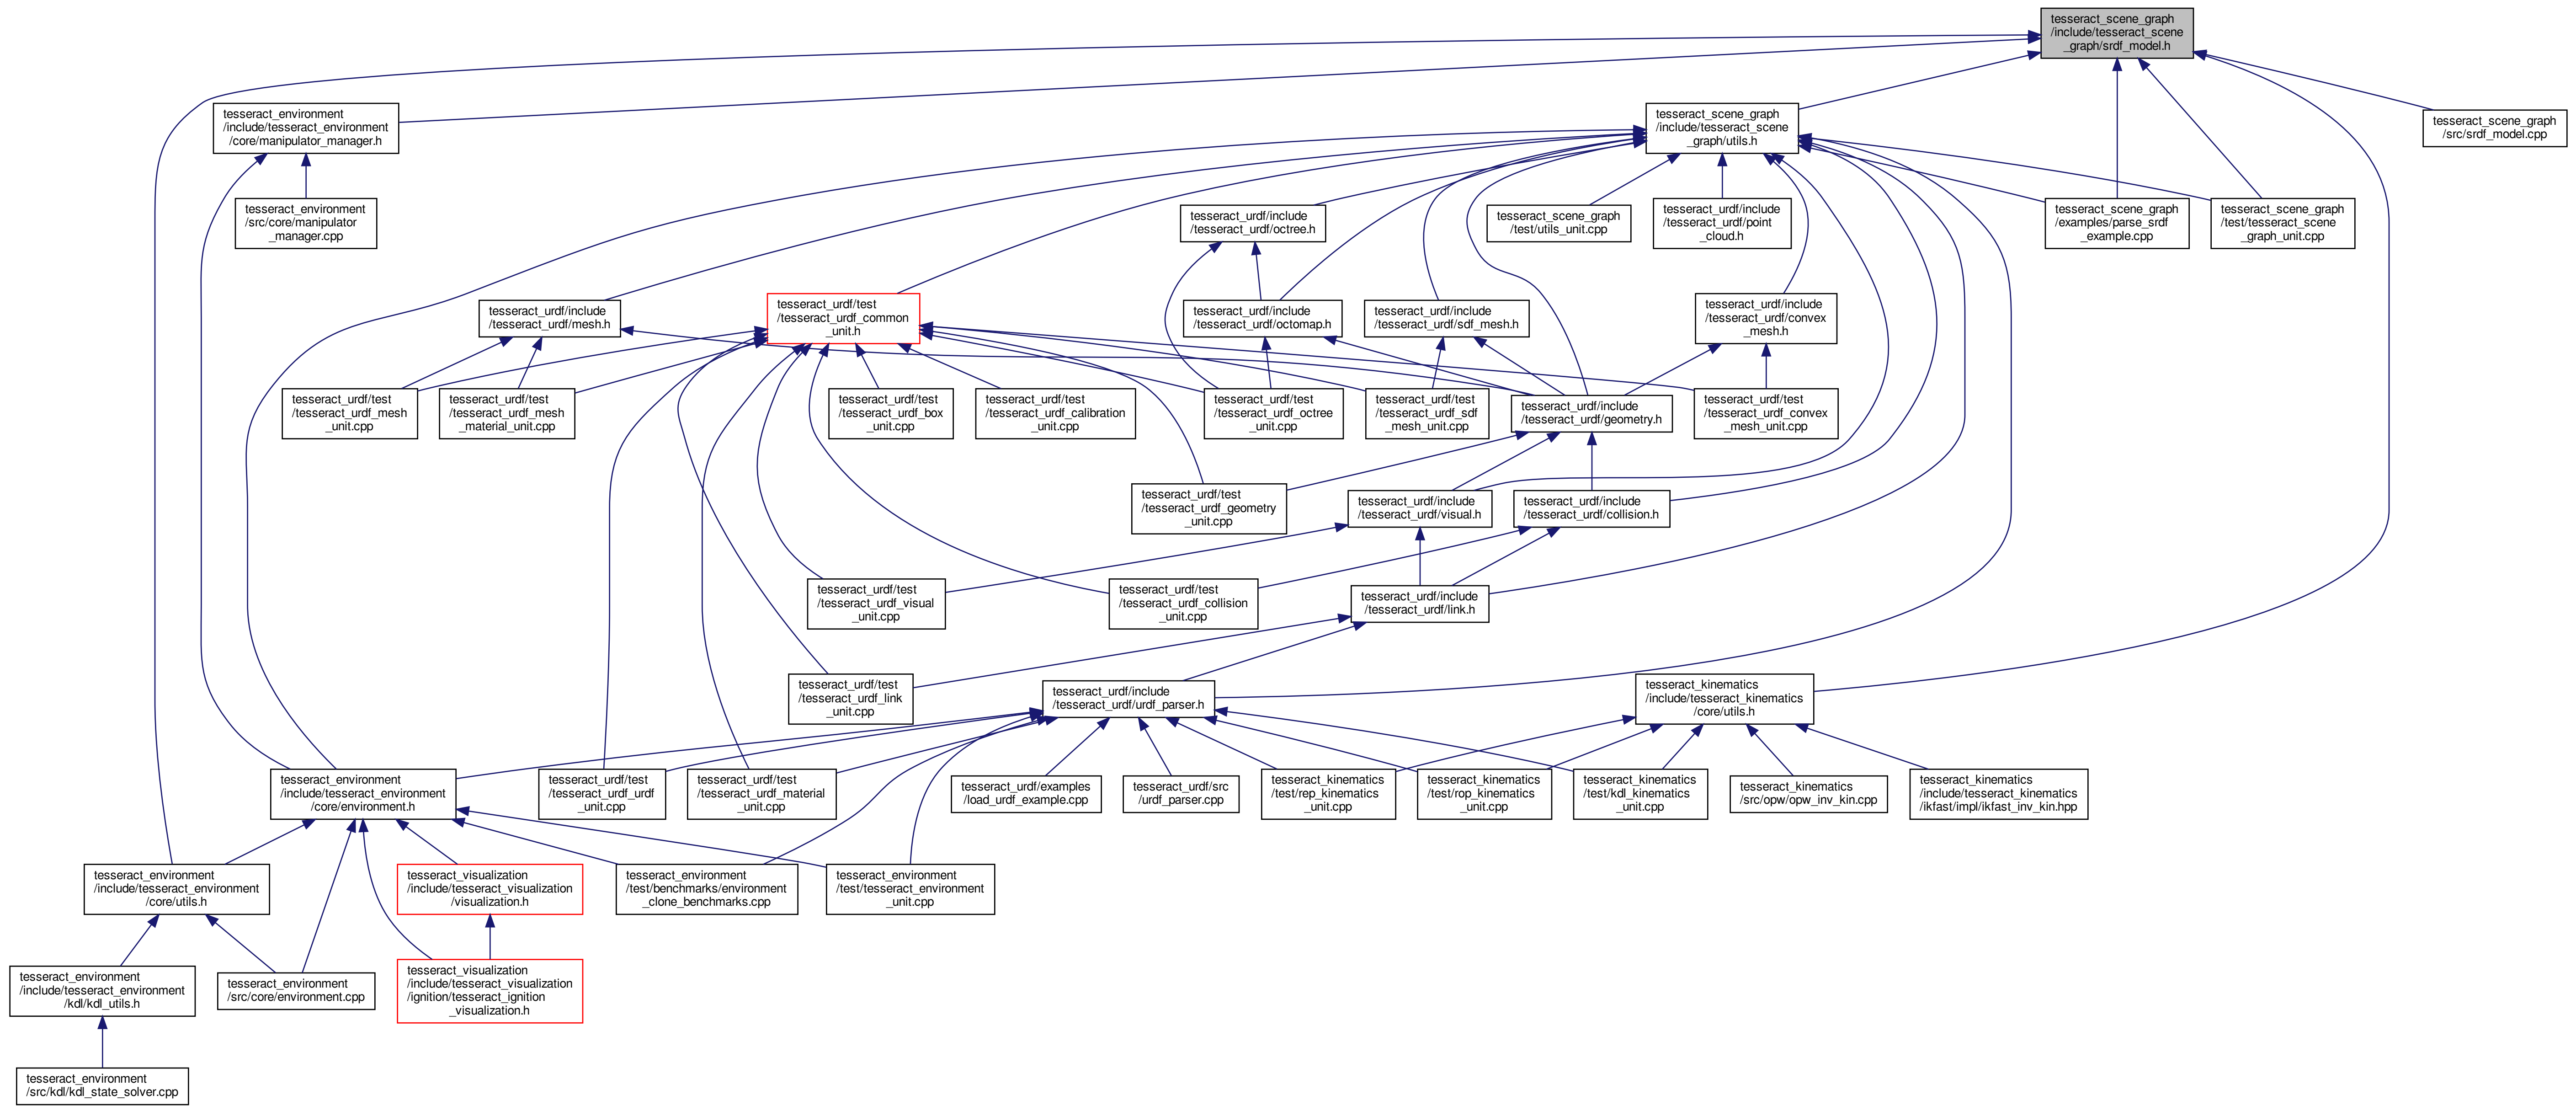 tesseract_scene_graph
/include/tesseract_scene
_graph/srdf_model.h
tesseract_environment
/include/tesseract_environment
/core/manipulator_manager.h
tesseract_scene_graph
/include/tesseract_scene
_graph/utils.h
tesseract_scene_graph
/src/srdf_model.cpp
tesseract_environment
/src/core/manipulator
_manager.cpp
tesseract_urdf/include
/tesseract_urdf/octree.h
tesseract_scene_graph
/test/utils_unit.cpp
tesseract_urdf/include
/tesseract_urdf/point
_cloud.h
tesseract_scene_graph
/examples/parse_srdf
_example.cpp
tesseract_scene_graph
/test/tesseract_scene
_graph_unit.cpp
tesseract_urdf/include
/tesseract_urdf/mesh.h
tesseract_urdf/test
/tesseract_urdf_common
_unit.h
tesseract_urdf/include
/tesseract_urdf/octomap.h
tesseract_urdf/include
/tesseract_urdf/sdf_mesh.h
tesseract_urdf/include
/tesseract_urdf/convex
_mesh.h
tesseract_urdf/test
/tesseract_urdf_mesh
_unit.cpp
tesseract_urdf/test
/tesseract_urdf_mesh
_material_unit.cpp
tesseract_urdf/test
/tesseract_urdf_box
_unit.cpp
tesseract_urdf/test
/tesseract_urdf_calibration
_unit.cpp
tesseract_urdf/test
/tesseract_urdf_octree
_unit.cpp
tesseract_urdf/test
/tesseract_urdf_sdf
_mesh_unit.cpp
tesseract_urdf/include
/tesseract_urdf/geometry.h
tesseract_urdf/test
/tesseract_urdf_convex
_mesh_unit.cpp
tesseract_urdf/test
/tesseract_urdf_geometry
_unit.cpp
tesseract_urdf/include
/tesseract_urdf/visual.h
tesseract_urdf/include
/tesseract_urdf/collision.h
tesseract_urdf/test
/tesseract_urdf_visual
_unit.cpp
tesseract_urdf/test
/tesseract_urdf_collision
_unit.cpp
tesseract_urdf/include
/tesseract_urdf/link.h
tesseract_urdf/test
/tesseract_urdf_link
_unit.cpp
tesseract_urdf/include
/tesseract_urdf/urdf_parser.h
tesseract_kinematics
/include/tesseract_kinematics
/core/utils.h
tesseract_environment
/include/tesseract_environment
/core/environment.h
tesseract_urdf/test
/tesseract_urdf_urdf
_unit.cpp
tesseract_urdf/test
/tesseract_urdf_material
_unit.cpp
tesseract_urdf/examples
/load_urdf_example.cpp
tesseract_urdf/src
/urdf_parser.cpp
tesseract_kinematics
/test/rep_kinematics
_unit.cpp
tesseract_kinematics
/test/rop_kinematics
_unit.cpp
tesseract_kinematics
/test/kdl_kinematics
_unit.cpp
tesseract_kinematics
/src/opw/opw_inv_kin.cpp
tesseract_kinematics
/include/tesseract_kinematics
/ikfast/impl/ikfast_inv_kin.hpp
tesseract_environment
/include/tesseract_environment
/core/utils.h
tesseract_visualization
/include/tesseract_visualization
/visualization.h
tesseract_environment
/test/benchmarks/environment
_clone_benchmarks.cpp
tesseract_environment
/test/tesseract_environment
_unit.cpp
tesseract_environment
/include/tesseract_environment
/kdl/kdl_utils.h
tesseract_environment
/src/core/environment.cpp
tesseract_visualization
/include/tesseract_visualization
/ignition/tesseract_ignition
_visualization.h
tesseract_environment
/src/kdl/kdl_state_solver.cpp